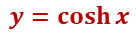 y = cosh x